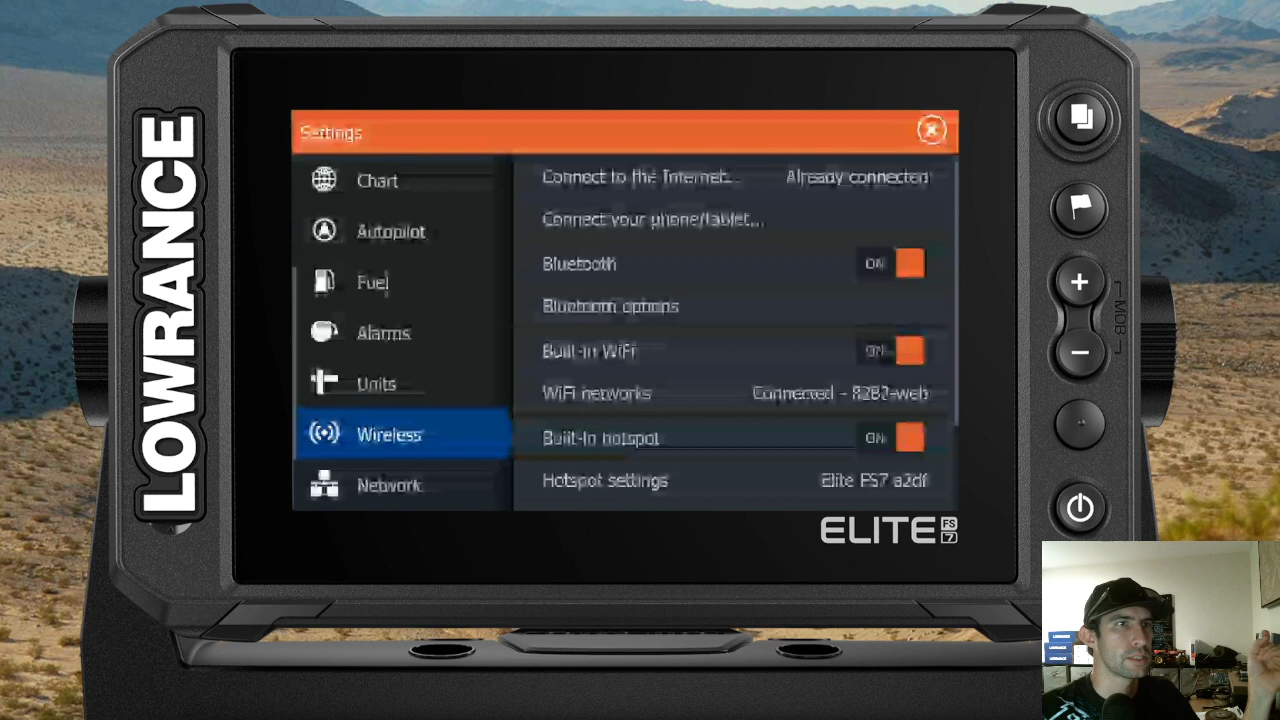 LOWRANCE
Settings
Chart
Autopilot
Fuel
Alarms
Units
Wireless
Network
Connect to the Internet... Already connected
Connect your phone/tablet...
Bluetooth ON
Bluetooth options
Built-in WiFi ON
WiFi networks Connected - 8282-web
Built-in hotspot ON
Hotspot settings Elite FS7 a2df
ELITE FS 7
MOB